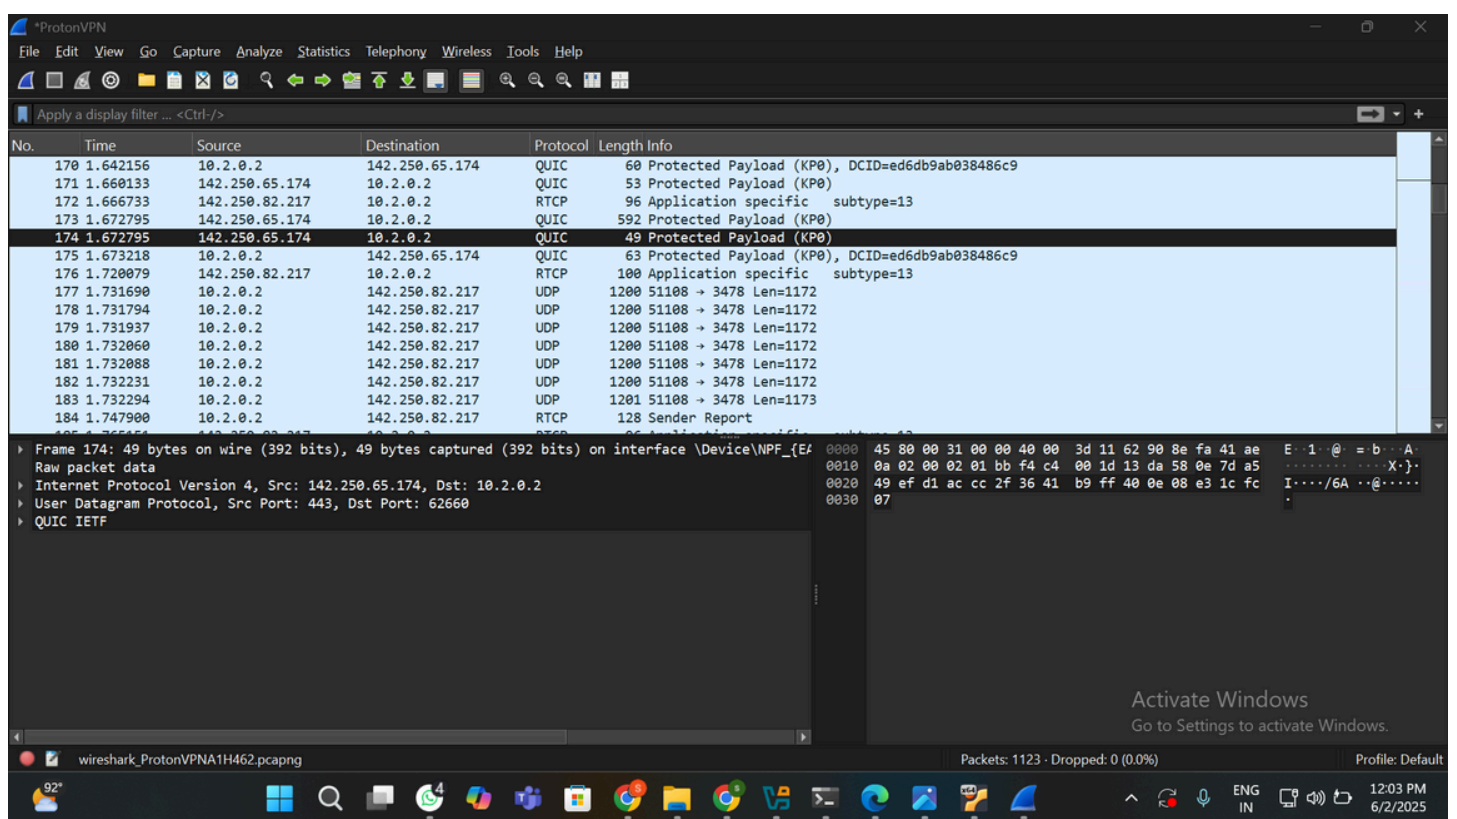 *ProtonVPN
File Edit View Go Capture Analyze Statistics Telephony Wireless Tools Help
Apply a display filter ... <Ctrl-/>
No. Time Source Destination Protocol Length Info
170 1.642156 10.2.0.2 142.250.65.174 QUIC 60 Protected Payload (KP0), DCID=ed6db9ab038486c9
171 1.660133 142.250.65.174 10.2.0.2 QUIC 53 Protected Payload (KP0)
172 1.666733 142.250.82.217 10.2.0.2 RTCP 96 Application specific subtype=13
173 1.672795 142.250.65.174 10.2.0.2 QUIC 592 Protected Payload (KP0)
174 1.672795 142.250.65.174 10.2.0.2 QUIC 49 Protected Payload (KP0)
175 1.673218 10.2.0.2 142.250.65.174 QUIC 63 Protected Payload (KP0), DCID=ed6db9ab038486c9
176 1.720079 142.250.82.217 10.2.0.2 RTCP 100 Application specific subtype=13
177 1.731690 10.2.0.2 142.250.82.217 UDP 1200 51108 → 3478 Len=1172
178 1.731794 10.2.0.2 142.250.82.217 UDP 1200 51108 → 3478 Len=1172
179 1.731937 10.2.0.2 142.250.82.217 UDP 1200 51108 → 3478 Len=1172
180 1.732060 10.2.0.2 142.250.82.217 UDP 1200 51108 → 3478 Len=1172
181 1.732088 10.2.0.2 142.250.82.217 UDP 1200 51108 → 3478 Len=1172
182 1.732231 10.2.0.2 142.250.82.217 UDP 1200 51108 → 3478 Len=1172
183 1.732294 10.2.0.2 142.250.82.217 UDP 1201 51108 → 3478 Len=1173
184 1.747900 10.2.0.2 142.250.82.217 RTCP 128 Sender Report
Frame 174: 49 bytes on wire (392 bits), 49 bytes captured (392 bits) on interface \Device\NPF_{EA
Raw packet data
Internet Protocol Version 4, Src: 142.250.65.174, Dst: 10.2.0.2
User Datagram Protocol, Src Port: 443, Dst Port: 62660
QUIC IETF
0000 45 80 00 31 00 00 40 00 3d 11 62 90 8e fa 41 ae E··1··@· =·b···A·
0010 0a 02 00 02 01 bb f4 c4 00 1d 13 da 58 0e 7d a5 ········ ····X·}·
0020 49 ef d1 ac cc 2f 36 41 b9 ff 40 0e 08 e3 1c fc I····/6A ··@·····
0030 07 ·
Activate Windows
Go to Settings to activate Windows.
wireshark_ProtonVPNA1H462.pcapng Packets: 1123 · Dropped: 0 (0.0%) Profile: Default
92°
4
X64
ENG
IN
12:03 PM
6/2/2025